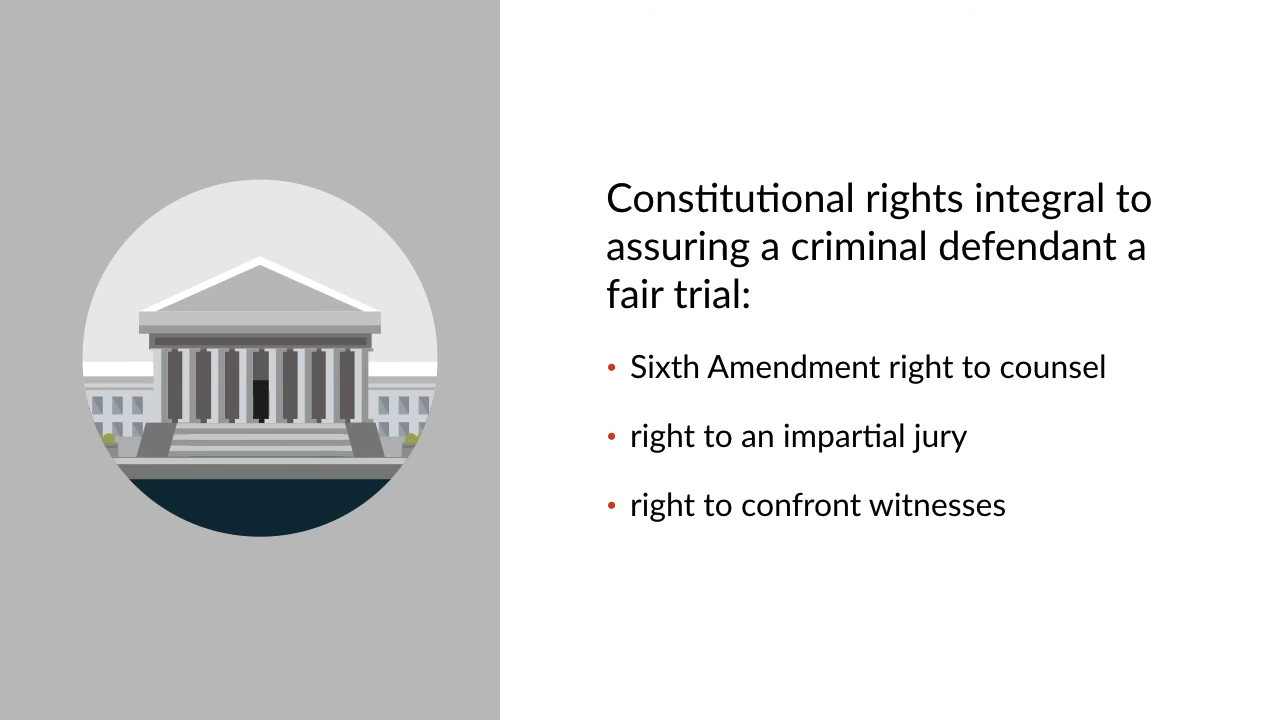 Constitutional rights integral to
assuring a criminal defendant a
fair trial:
• Sixth Amendment right to counsel
• right to an impartial jury
• right to confront witnesses